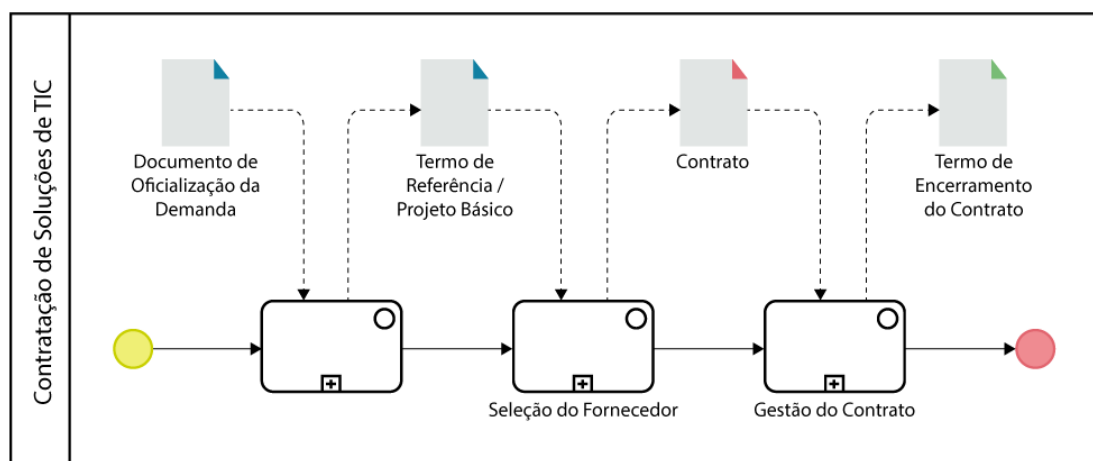 Contratação de Soluções de TIC
Documento de
Oficialização da
Demanda
Termo de
Referência /
Projeto Básico
Contrato
Termo de
Encerramento
do Contrato
Seleção do Fornecedor
Gestão do Contrato